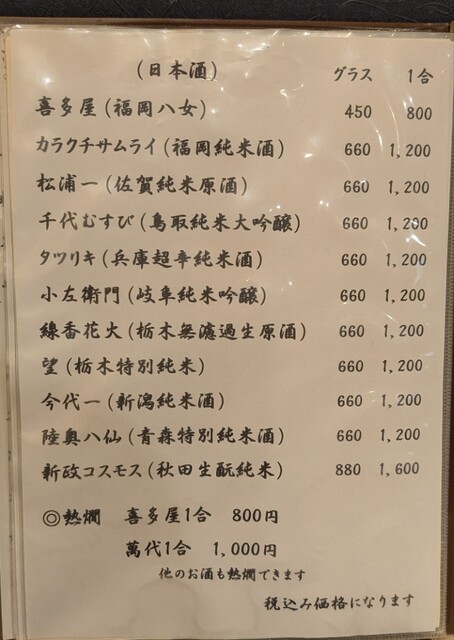 (日本酒) グラス 1合
喜多屋(福岡八女) 450 800
カラクチサムライ(福岡純米酒) 660 1,200
松浦一(佐賀純米原酒) 660 1,200
千代むすび(鳥取純米大吟醸) 660 1,200
タツリキ(兵庫超辛純米酒) 660 1,200
小左衛門(岐阜純米吟醸) 660 1,200
線香花火(栃木無濾過生原酒) 660 1,200
望(栃木特別純米) 660 1,200
今代一(新潟純米酒) 660 1,200
陸奥八仙(青森特別純米酒) 660 1,200
新政コスモス(秋田生酛純米) 880 1,600
◎熱燗 喜多屋1合 800円
萬代1合 1,000円
他のお酒も熱燗できます
税込み価格になります